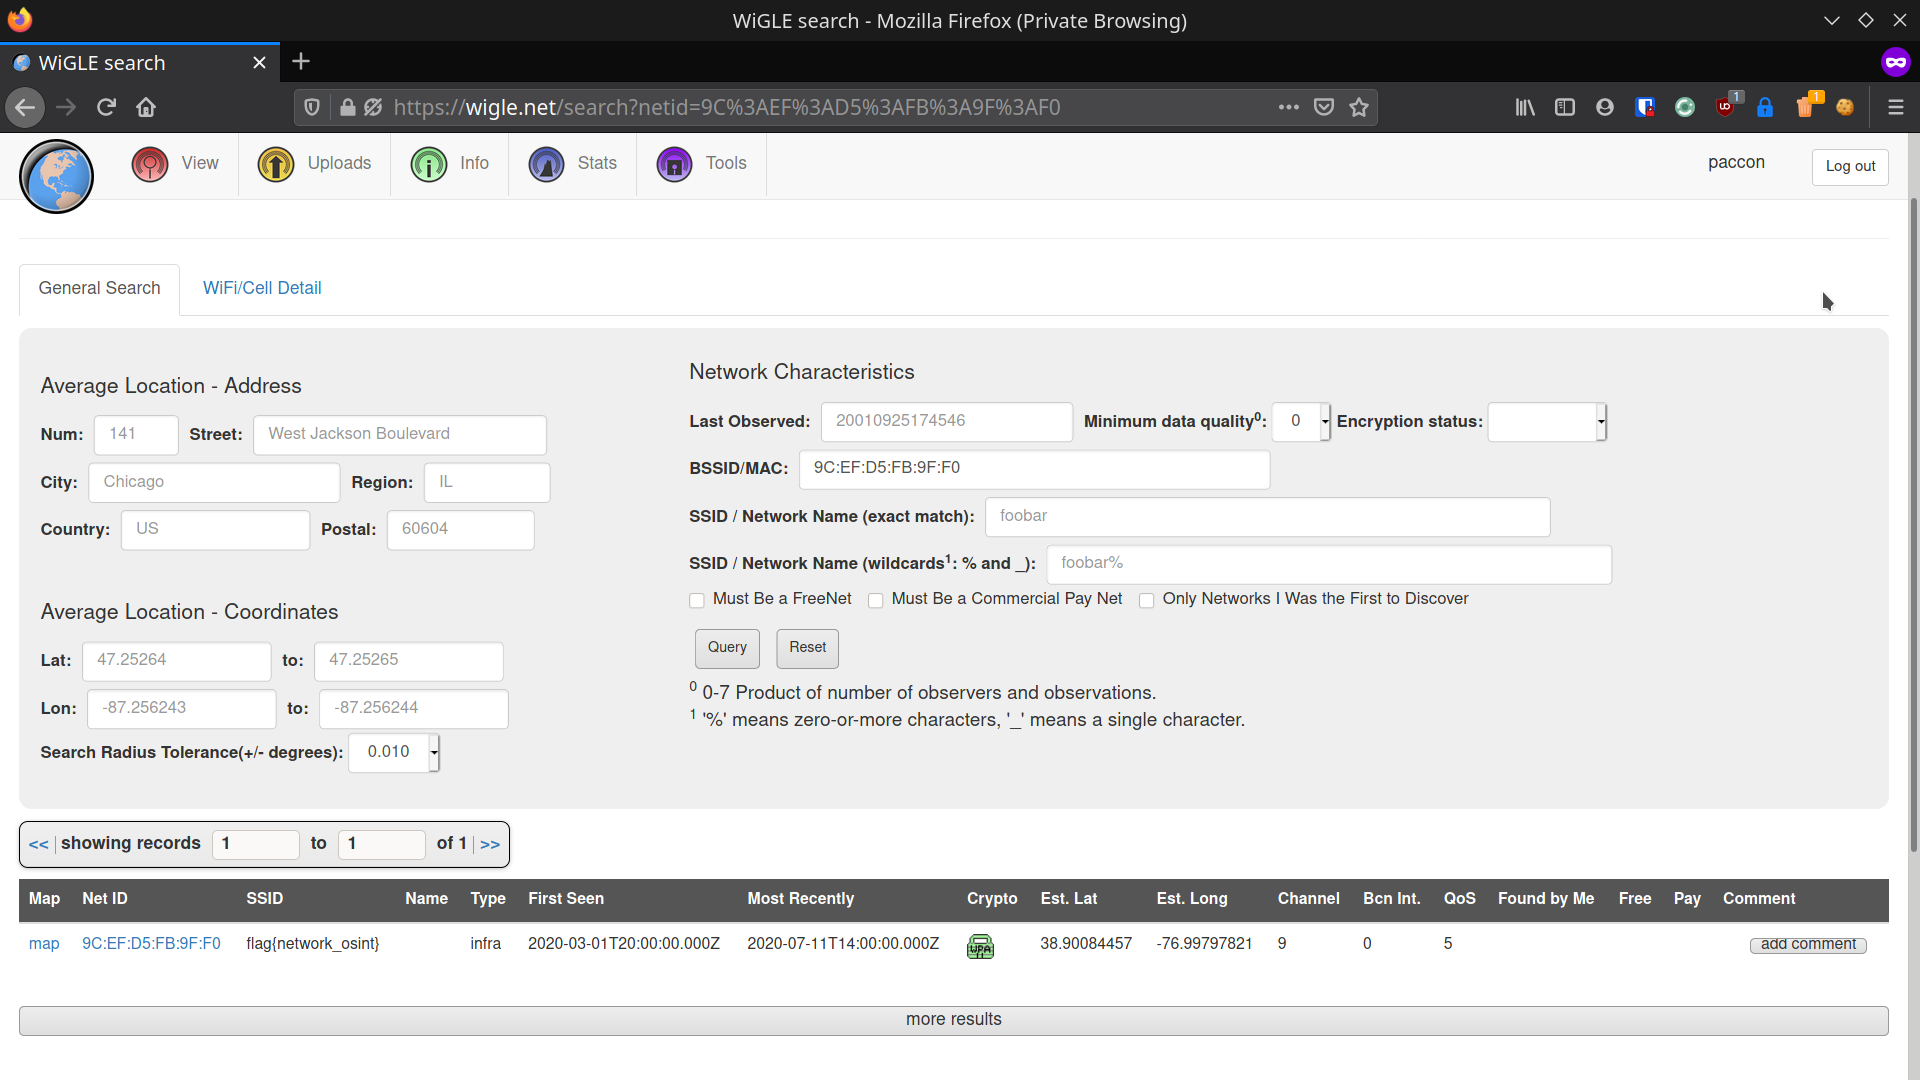 WiGLE search - Mozilla Firefox (Private Browsing)
WiGLE search
https://wigle.net/search?netid=9C%3AEF%3AD5%3AFB%3A9F%3AF0
1
1
View
Uploads
Info
Stats
Tools
paccon
Log out
General Search
WiFi/Cell Detail
Average Location - Address
Num: 141 Street: West Jackson Boulevard
City: Chicago Region: IL
Country: US Postal: 60604
Average Location - Coordinates
Lat: 47.25264 to: 47.25265
Lon: -87.256243 to: -87.256244
Search Radius Tolerance(+/- degrees): 0.010
Network Characteristics
Last Observed: 20010925174546 Minimum data quality⁰: 0 Encryption status:
BSSID/MAC: 9C:EF:D5:FB:9F:F0
SSID / Network Name (exact match): foobar
SSID / Network Name (wildcards¹: % and _): foobar%
Must Be a FreeNet Must Be a Commercial Pay Net Only Networks I Was the First to Discover
Query Reset
⁰ 0-7 Product of number of observers and observations.
¹ '%' means zero-or-more characters, '_' means a single character.
<< | showing records 1 to 1 of 1 | >>
Map Net ID SSID Name Type First Seen Most Recently Crypto Est. Lat Est. Long Channel Bcn Int. QoS Found by Me Free Pay Comment
map 9C:EF:D5:FB:9F:F0 flag{network_osint} infra 2020-03-01T20:00:00.000Z 2020-07-11T14:00:00.000Z WPA 38.90084457 -76.99797821 9 0 5 add comment
more results